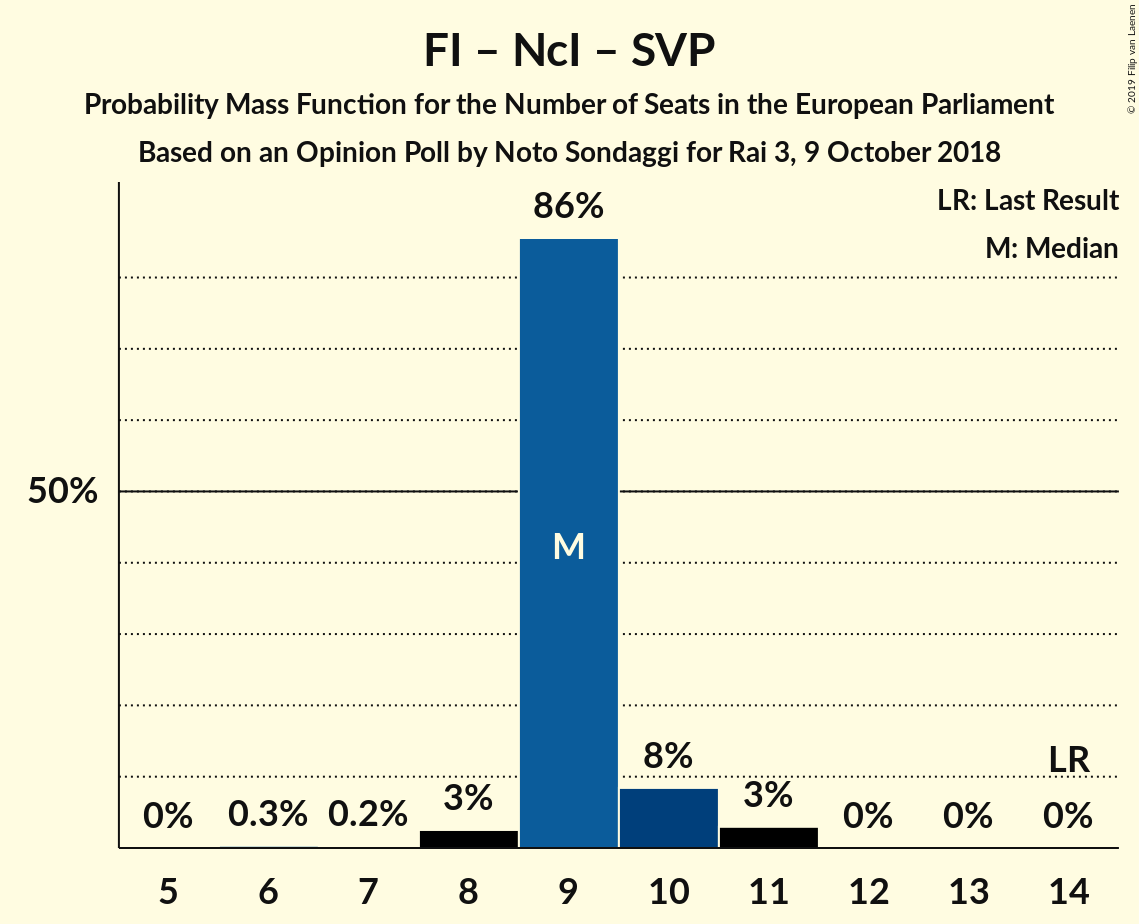 FI – NcI – SVP
Probability Mass Function for the Number of Seats in the European Parliament
Based on an Opinion Poll by Noto Sondaggi for Rai 3, 9 October 2018
© 2019 Filip van Laenen
LR: Last Result
M: Median
86%
50%
M
LR
0% 0.3% 0.2% 3% 8% 3% 0% 0% 0%
5 6 7 8 9 10 11 12 13 14